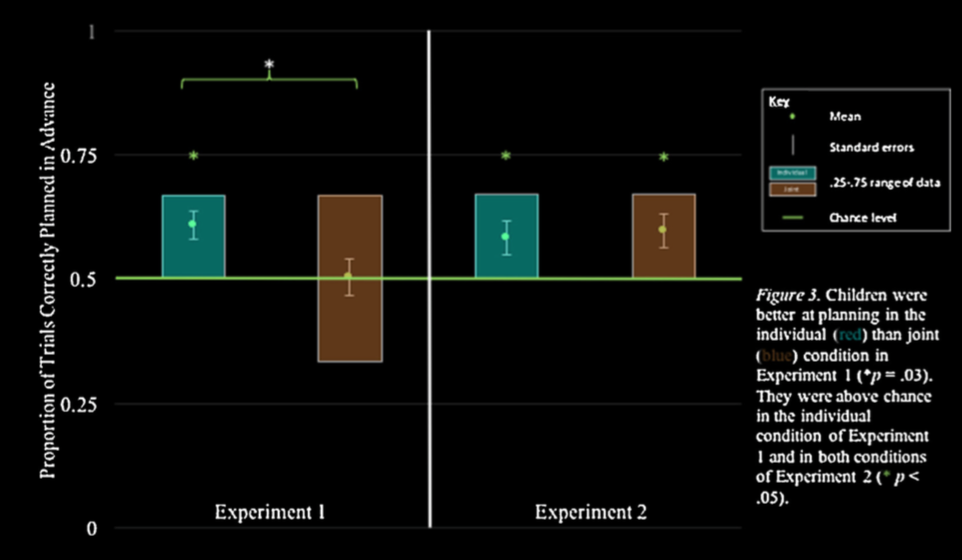 Proportion of Trials Correctly Planned in Advance
1
*
0.75
* * *
0.5
0.25
0
Experiment 1
Experiment 2
Key
Mean
Standard errors
Individual
Joint
.25-.75 range of data
Chance level
Figure 3. Children were
better at planning in the
individual (red) than joint
(blue) condition in
Experiment 1 (*p = .03).
They were above chance
in the individual
condition of Experiment
1 and in both conditions
of Experiment 2 (* p <
.05).